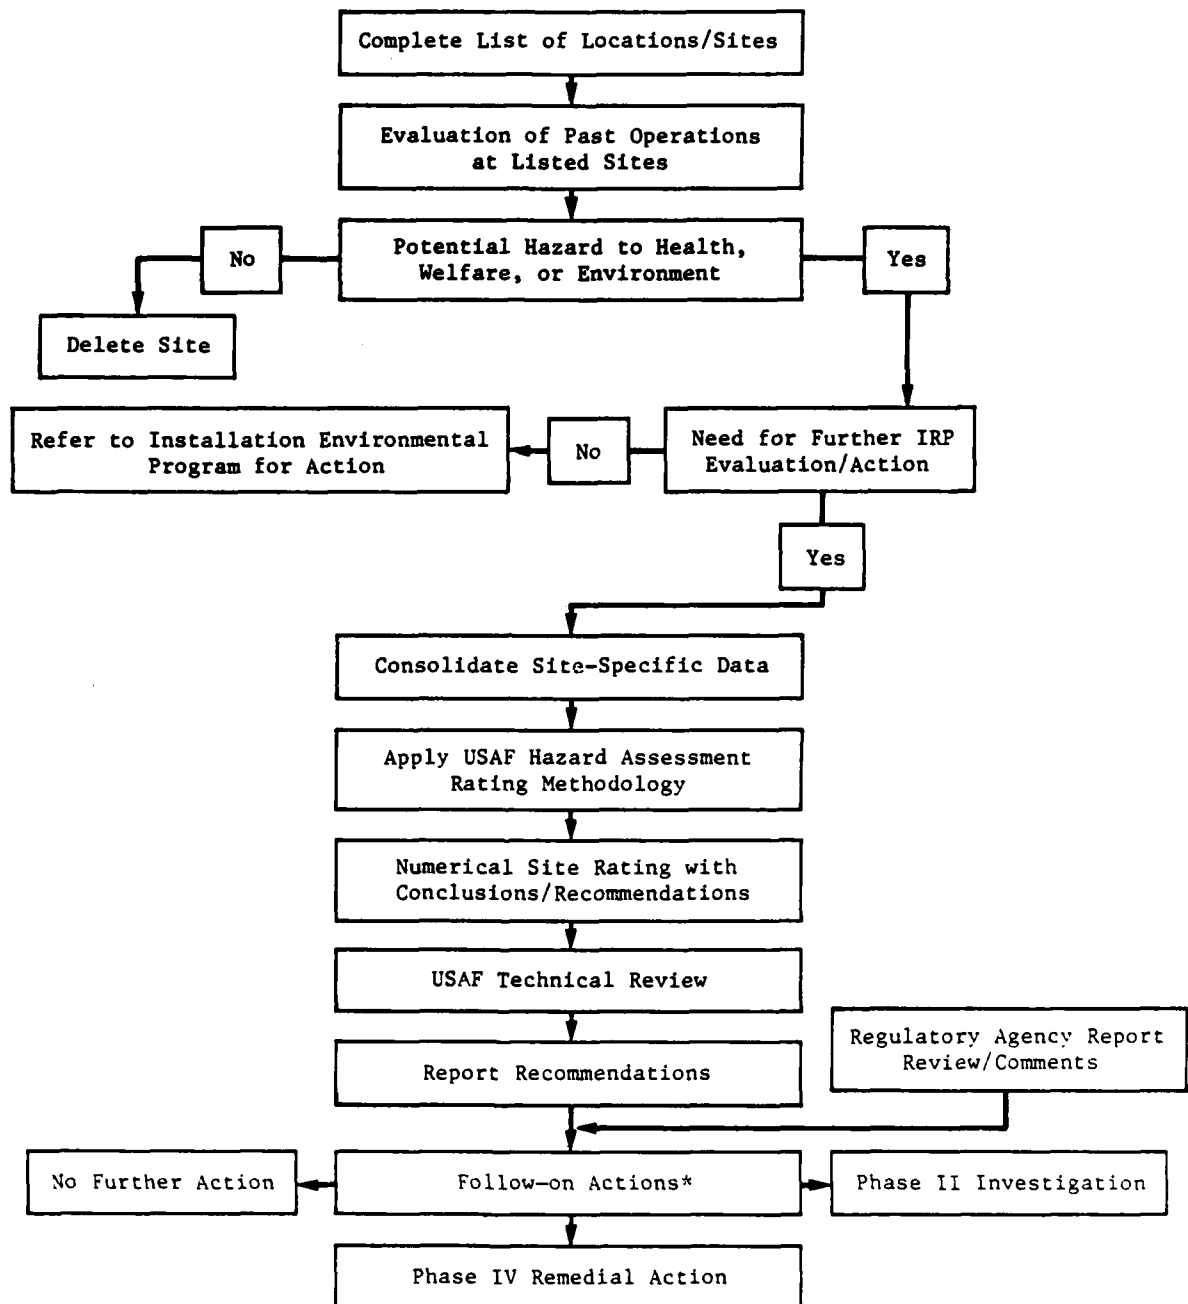 Complete List of Locations/Sites
Evaluation of Past Operations
at Listed Sites
Potential Hazard to Health,
Welfare, or Environment
No
Yes
Delete Site
Refer to Installation Environmental
Program for Action
No
Need for Further IRP
Evaluation/Action
Yes
Consolidate Site-Specific Data
Apply USAF Hazard Assessment
Rating Methodology
Numerical Site Rating with
Conclusions/Recommendations
USAF Technical Review
Regulatory Agency Report
Review/Comments
Report Recommendations
No Further Action
Follow-on Actions*
Phase II Investigation
Phase IV Remedial Action